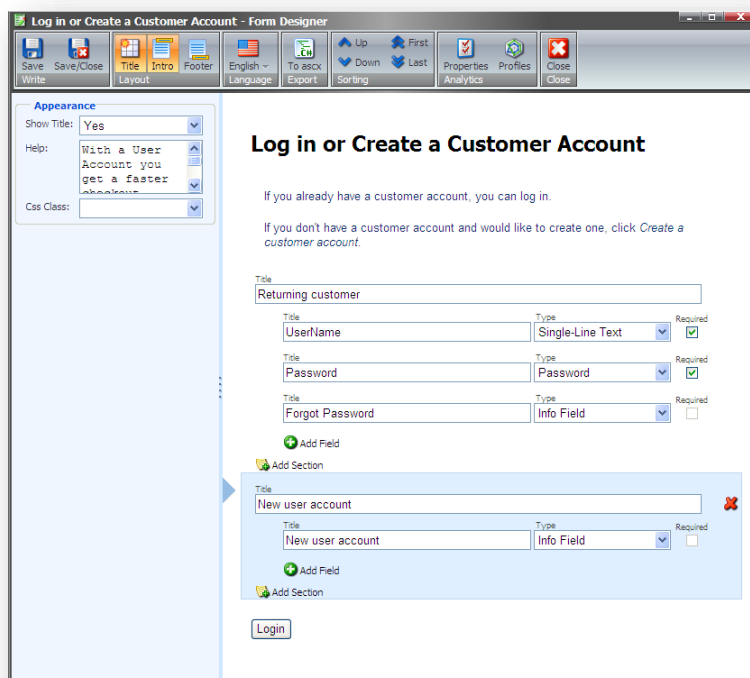 Log in or Create a Customer Account - Form Designer
Save Save/Close Title Intro Footer English To ascx Up First Down Last Properties Profiles Close
Write Layout Language Export Sorting Analytics Close
Appearance
Show Title: Yes
Help: With a User
Account you
get a faster
checkout
Css Class:
Log in or Create a Customer Account
If you already have a customer account, you can log in.
If you don't have a customer account and would like to create one, click Create a
customer account.
Title
Returning customer
Title Type Required
UserName Single-Line Text
Title Type Required
Password Password
Title Type Required
Forgot Password Info Field
Add Field
Add Section
Title
New user account
Title Type Required
New user account Info Field
Add Field
Add Section
Login